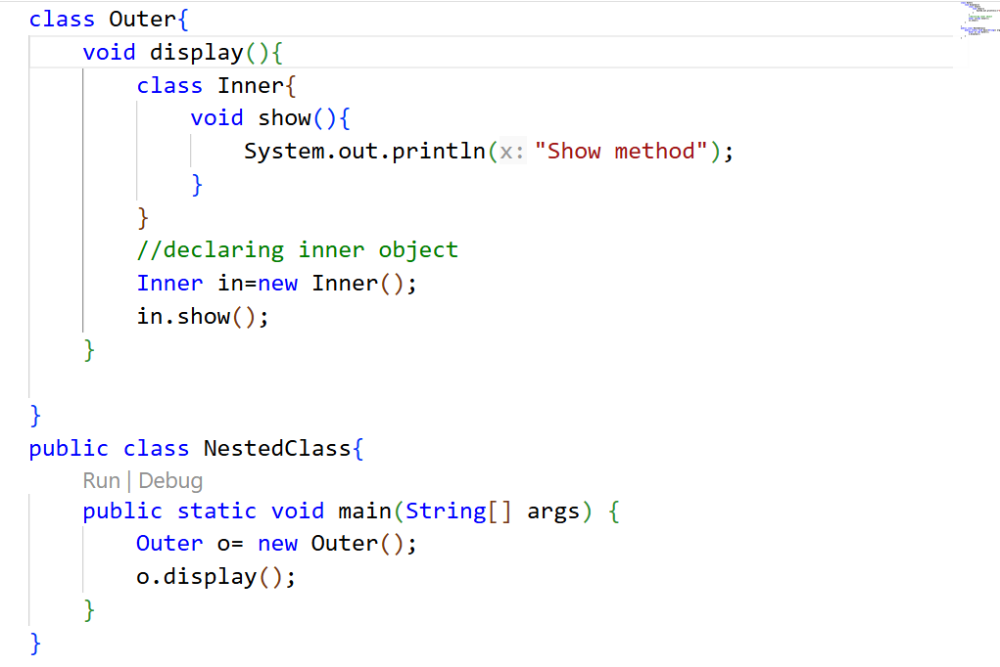 class Outer{
    void display(){
        class Inner{
            void show(){
                System.out.println(x: "Show method");
            }
        }
        //declaring inner object
        Inner in=new Inner();
        in.show();
    }

}
public class NestedClass{
    Run | Debug
    public static void main(String[] args) {
        Outer o= new Outer();
        o.display();
    }
}